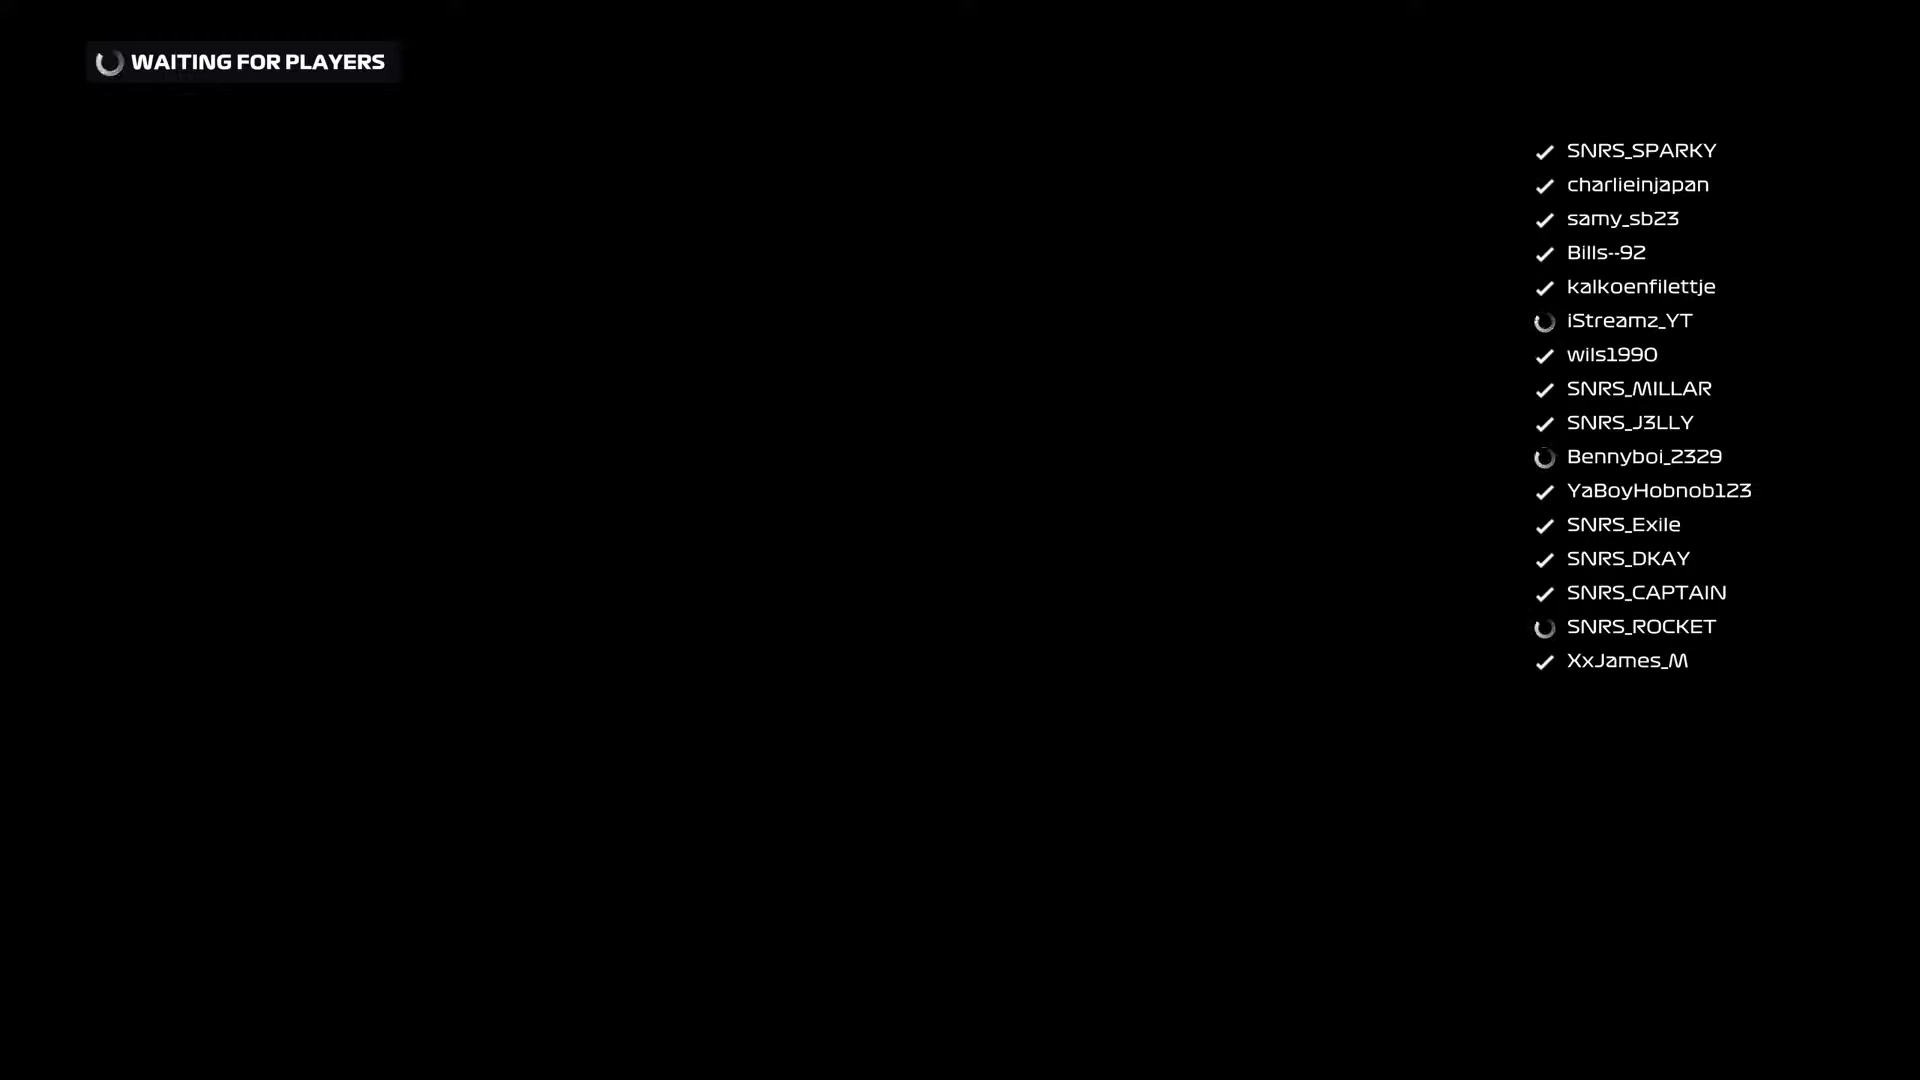 WAITING FOR PLAYERS
SNRS_SPARKY
charlieinjapan
samy_sb23
Bills--92
kalkoenfilettje
iStreamz_YT
wils1990
SNRS_MILLAR
SNRS_J3LLY
Bennyboi_2329
YaBoyHobnob123
SNRS_Exile
SNRS_DKAY
SNRS_CAPTAIN
SNRS_ROCKET
XxJames_M